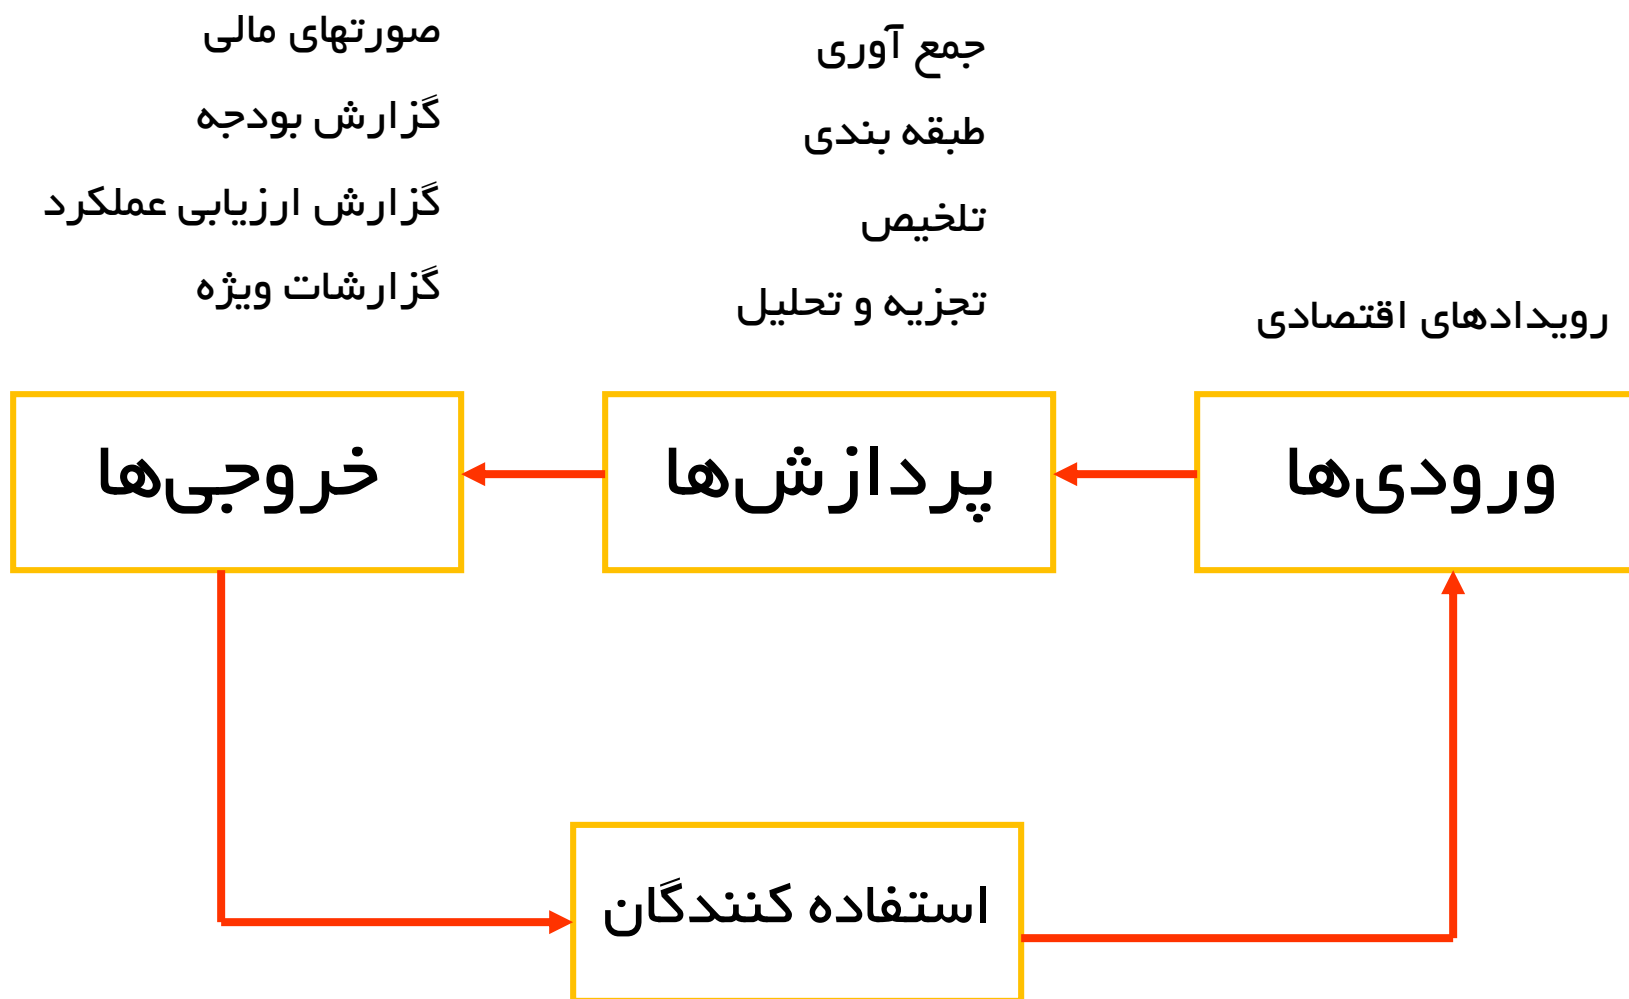 رویدادهای اقتصادی
ورودی‌ها
جمع آوری
طبقه بندی
تلخیص
تجزیه و تحلیل
پردازش‌ها
صورتهای مالی
گزارش بودجه
گزارش ارزیابی عملکرد
گزارشات ویژه
خروجی‌ها
استفاده کنندگان